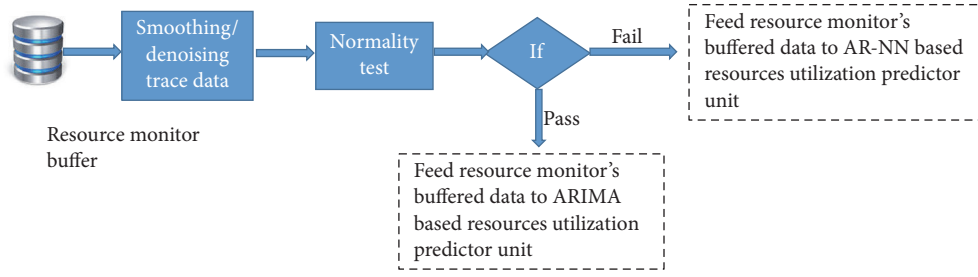 Resource monitor
buffer
Smoothing/
denoising
trace data
Normality
test
If
Fail
Pass
Feed resource monitor's
buffered data to AR-NN based
resources utilization predictor
unit
Feed resource monitor's
buffered data to ARIMA
based resources utilization
predictor unit